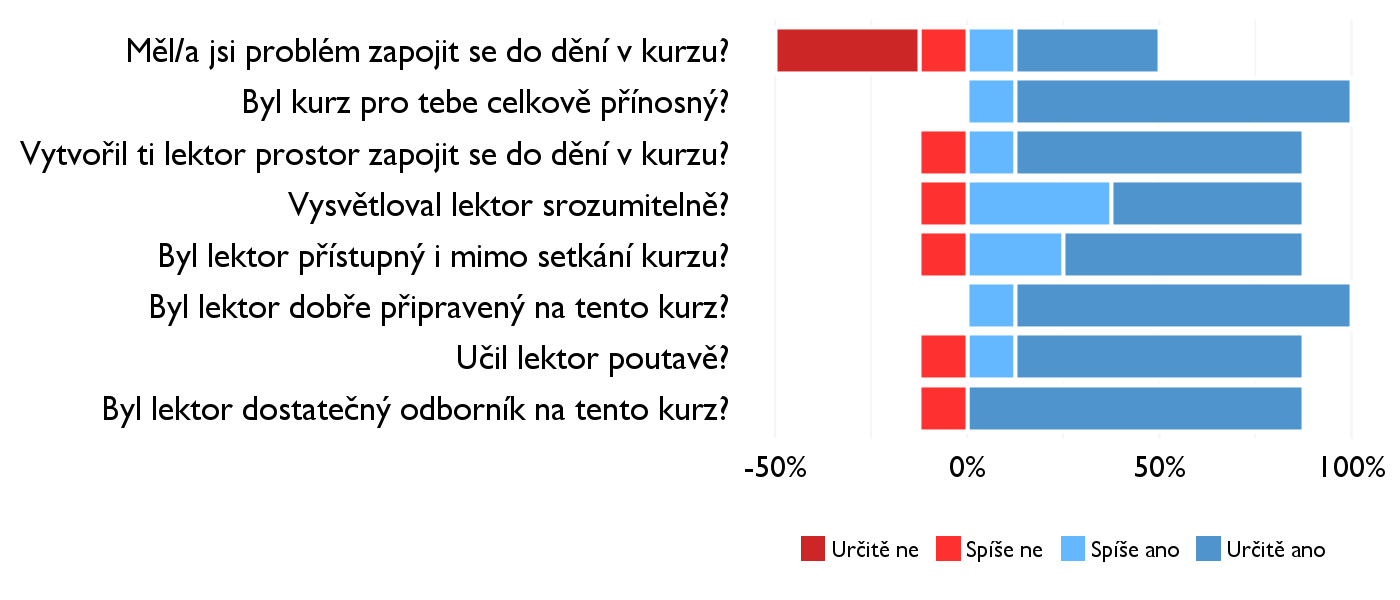 Měl/a jsi problém zapojit se do dění v kurzu?
Byl kurz pro tebe celkově přínosný?
Vytvořil ti lektor prostor zapojit se do dění v kurzu?
Vysvětloval lektor srozumitelně?
Byl lektor přístupný i mimo setkání kurzu?
Byl lektor dobře připravený na tento kurz?
Učil lektor poutavě?
Byl lektor dostatečný odborník na tento kurz?
-50% 0% 50% 100%
Určitě ne Spíše ne Spíše ano Určitě ano